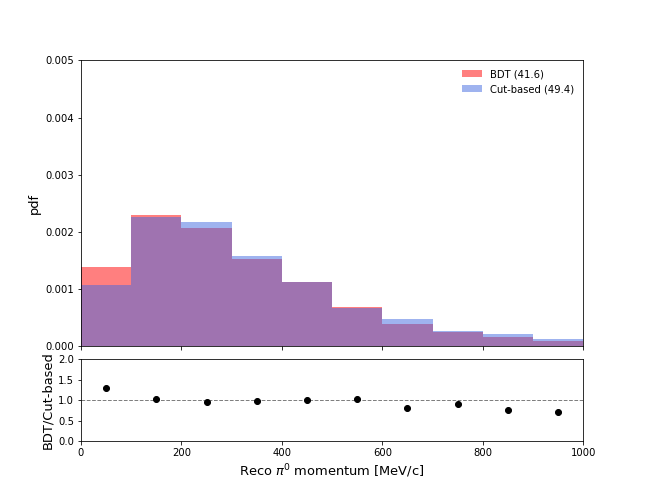 0.005
0.004
0.003
0.002
0.001
0.000
pdf
BDT (41.6)
Cut-based (49.4)
2.0
1.5
1.0
0.5
0.0
BDT/Cut-based
0 200 400 600 800 1000
Reco π⁰ momentum [MeV/c]